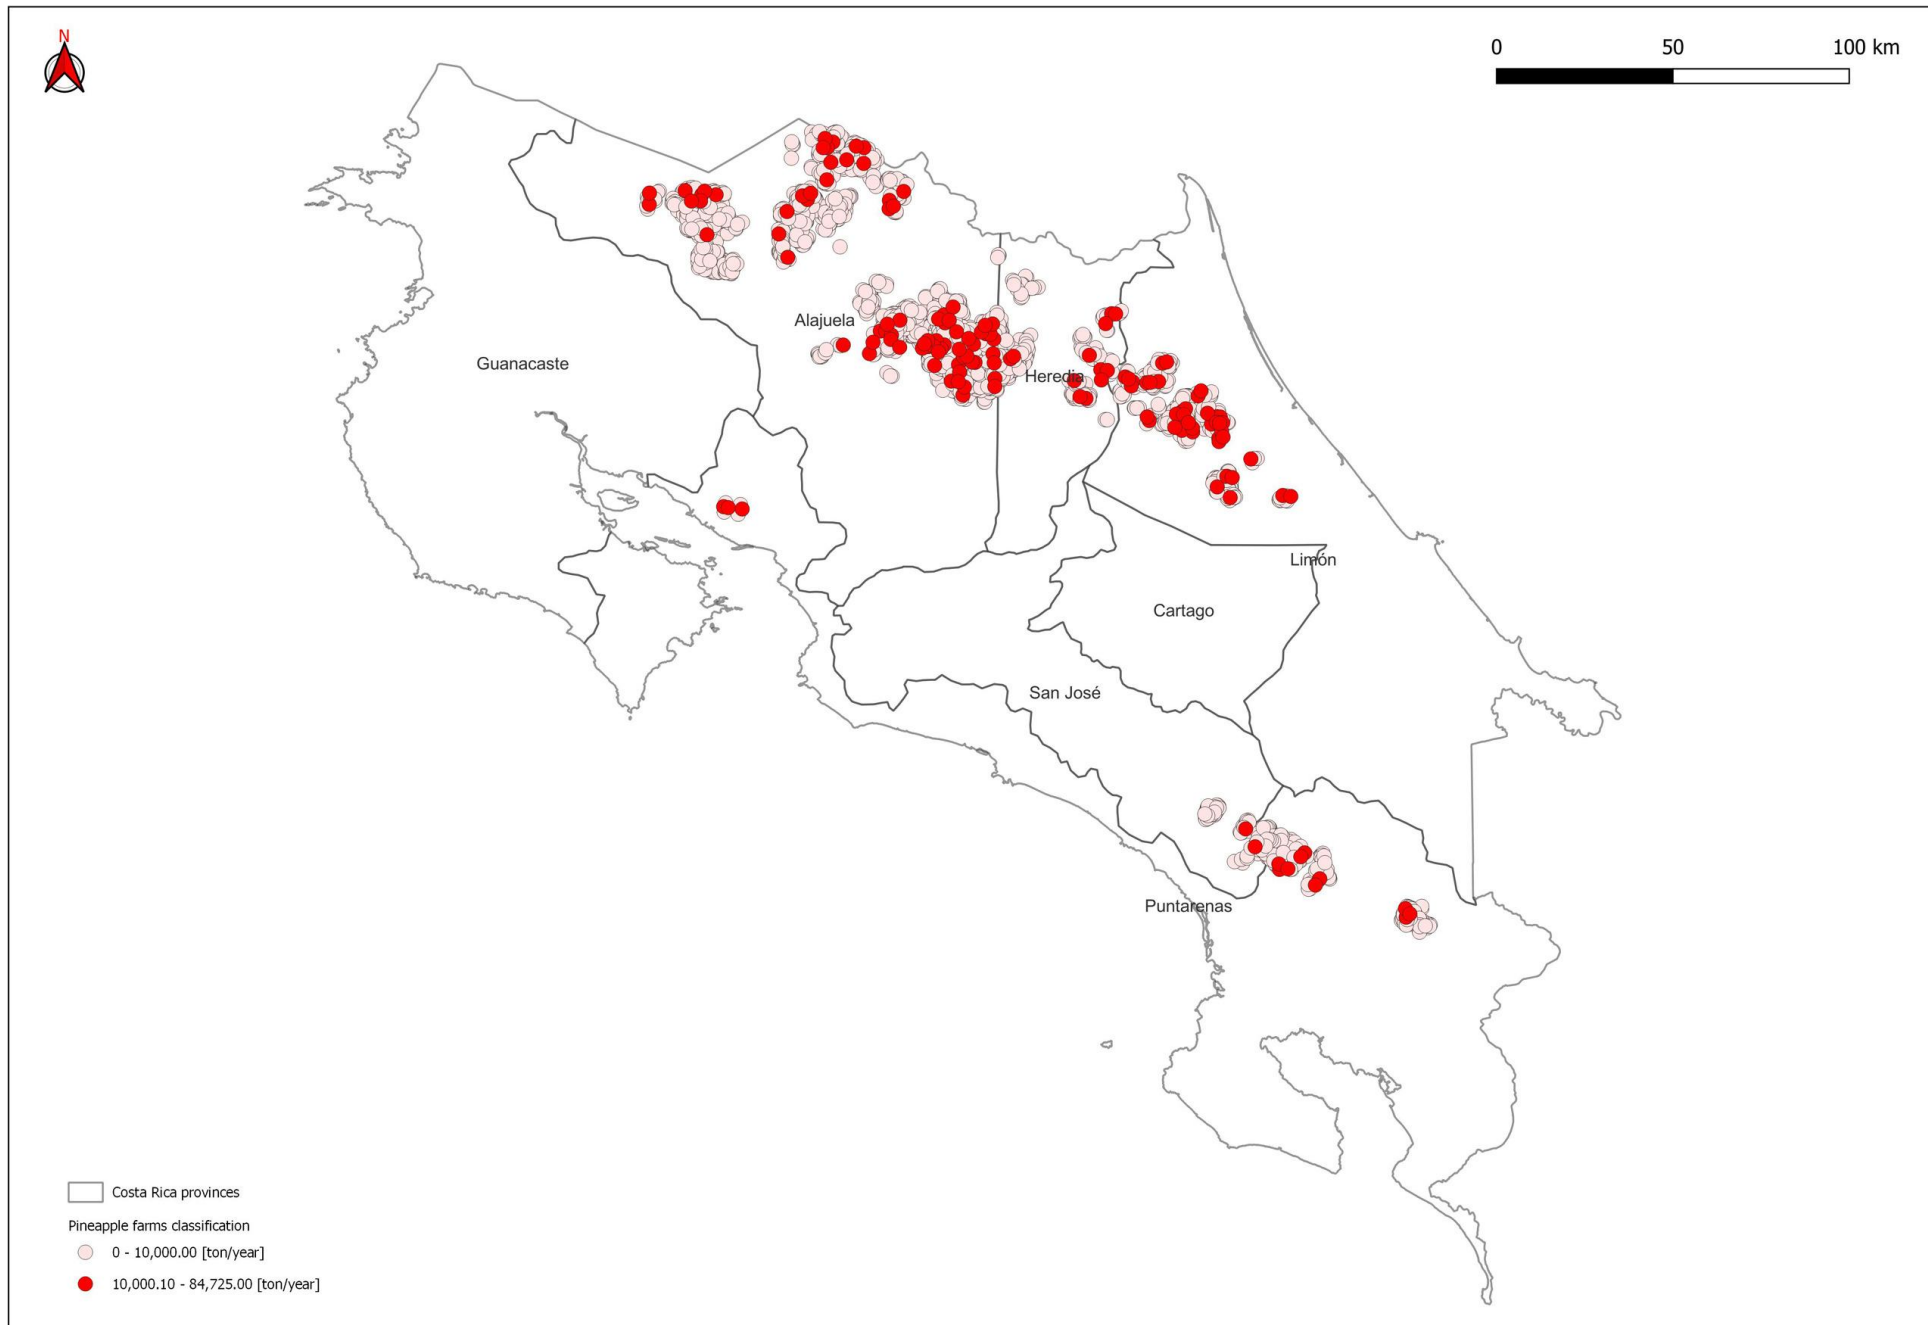 N
0 50 100 km
Alajuela
Guanacaste
Heredia
Limón
Cartago
San José
Puntarenas
Costa Rica provinces
Pineapple farms classification
0 - 10,000.00 [ton/year]
10,000.10 - 84,725.00 [ton/year]